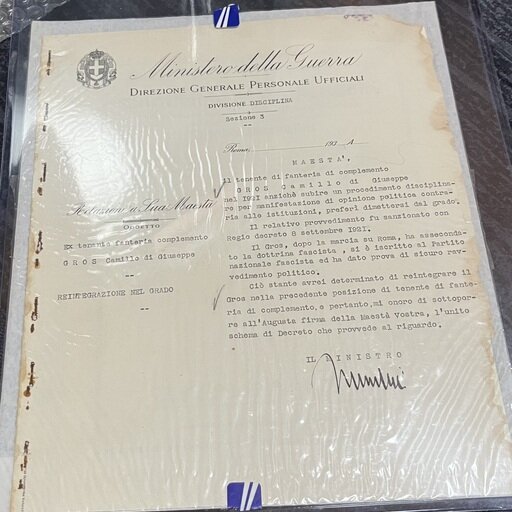 Ministero della Guerra
DIREZIONE GENERALE PERSONALE UFFICIALI
DIVISIONE DISCIPLINA
Sezione 3
Roma, 193 A
MAESTA',
Relazione a Sua Maestà
OGGETTO
EX tenente fanteria complemento
GROS Camillo di Giuseppe
REINTEGRAZIONE NEL GRADO
Il tenente di fanteria di complemento
GROS Camillo di Giuseppe
nel 192I anzichè subire un procedimento disciplina-
re per manifestazione di opinione politica contra-
ria alle istituzioni, preferì dimettersi dal grado.
Il relativo provvedimento fu sanzionato con
Regio decreto 8 settembre I92I.
Il Gros, dopo la marcia su Roma, ha asseconda-
to la dottrina fascista, si è iscritto al Partito
nazionale fascista ed ha dato prova di sicuro rav-
vedimento politico.
Ciò stante avrei determinato di reintegrare il
Gros nella precedente posizione di tenente di fante-
ria di complemento, e pertanto, mi onoro di sottopor-
re all'Augusta firma della Maestà Vostra, l'unito
schema di Decreto che provvede al riguardo.
IL MINISTRO